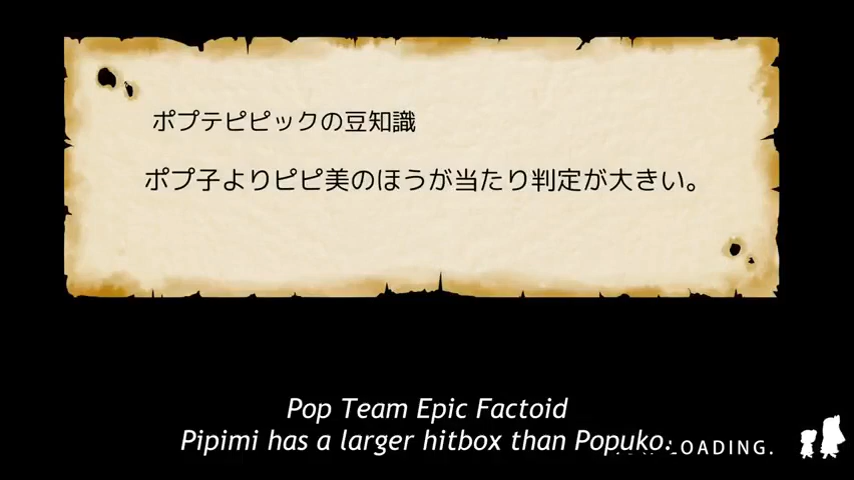 ポプテピピックの豆知識
ポプ子よりピピ美のほうが当たり判定が大きい。
Pop Team Epic Factoid
Pipimi has a larger hitbox than Popuko.
LOADING.